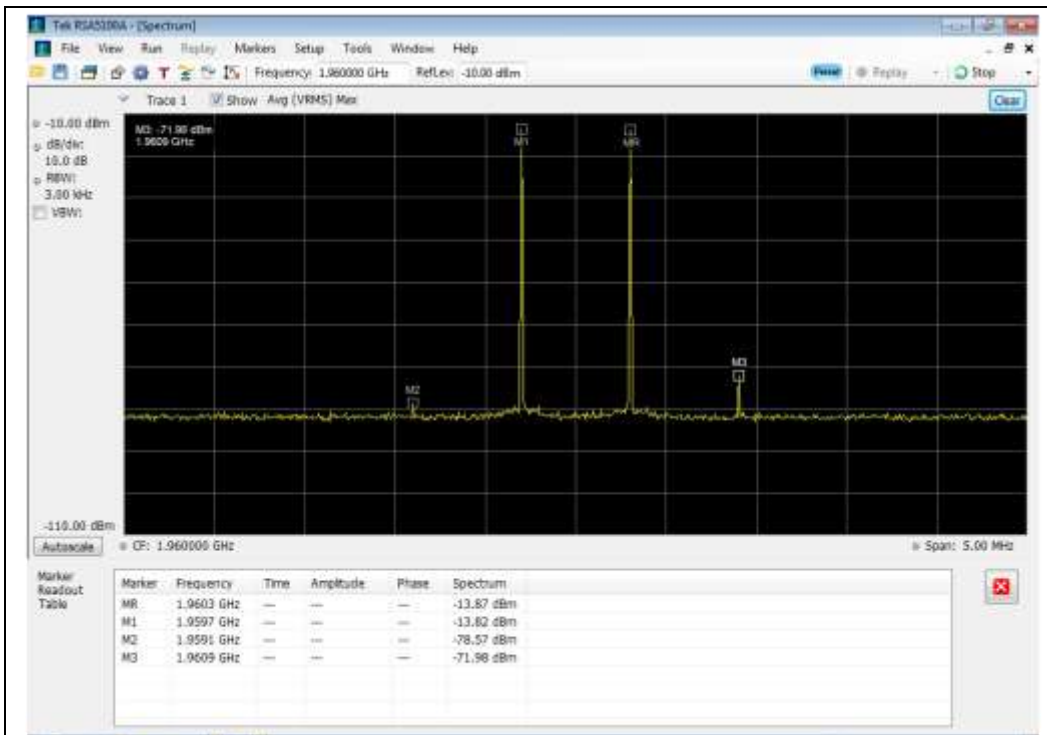 Tek RSA5100A - [Spectrum]
File View Run Replay Markers Setup Tools Window Help
Frequency: 1.960000 GHz RefLev: -10.00 dBm Preset Replay Stop
Trace 1 Show Avg (VRMS) Max Clear
-10.00 dBm
dB/div:
10.0 dB
RBW:
3.00 kHz
VBW:
M3: -71.98 dBm
1.9609 GHz
M1
MR
M2
M3
-110.00 dBm
Autoscale CF: 1.960000 GHz Span: 5.00 MHz
Marker
Readout
Table
Marker Frequency Time Amplitude Phase Spectrum
MR 1.9603 GHz --- --- --- -13.87 dBm
M1 1.9597 GHz --- --- --- -13.82 dBm
M2 1.9591 GHz --- --- --- -78.57 dBm
M3 1.9609 GHz --- --- --- -71.98 dBm